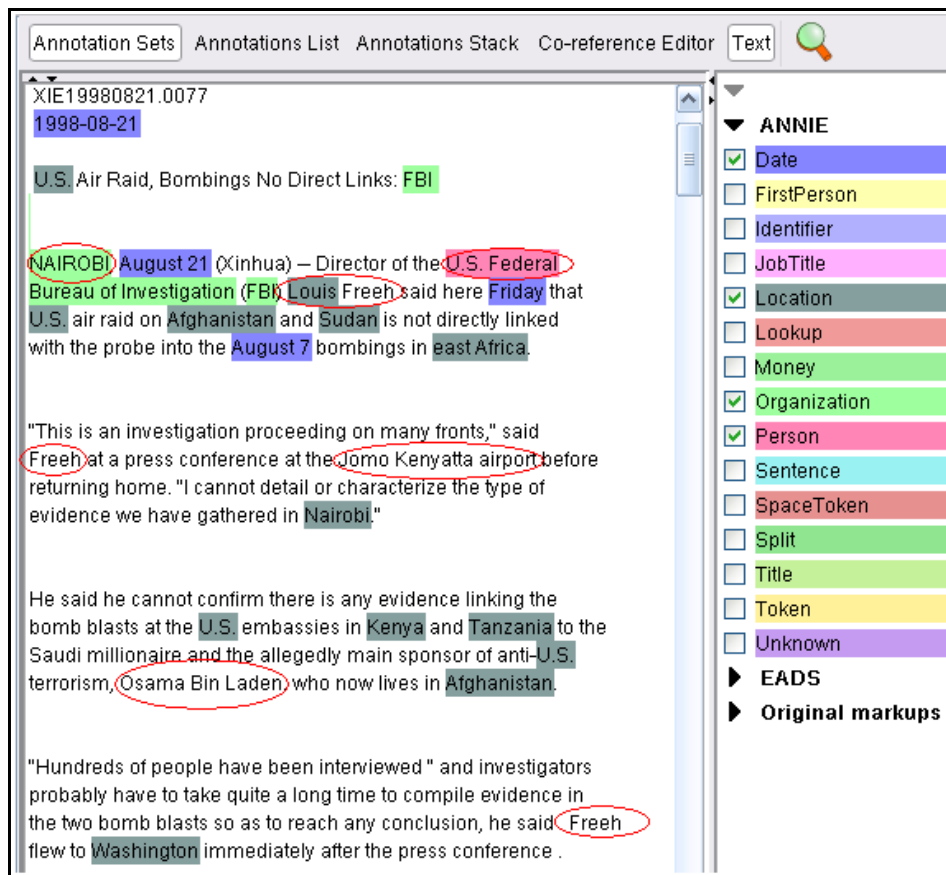 Annotation Sets Annotations List Annotations Stack Co-reference Editor Text
XIE19980821.0077
1998-08-21
U.S. Air Raid, Bombings No Direct Links: FBI
NAIROBI August 21 (Xinhua) – Director of the U.S. Federal
Bureau of Investigation (FBI) Louis Freeh said here Friday that
U.S. air raid on Afghanistan and Sudan is not directly linked
with the probe into the August 7 bombings in east Africa.
"This is an investigation proceeding on many fronts," said
Freeh at a press conference at the Jomo Kenyatta airport before
returning home. "I cannot detail or characterize the type of
evidence we have gathered in Nairobi."
He said he cannot confirm there is any evidence linking the
bomb blasts at the U.S. embassies in Kenya and Tanzania to the
Saudi millionaire and the allegedly main sponsor of anti-U.S.
terrorism, Osama Bin Laden, who now lives in Afghanistan.
"Hundreds of people have been interviewed " and investigators
probably have to take quite a long time to compile evidence in
the two bomb blasts so as to reach any conclusion, he said Freeh
flew to Washington immediately after the press conference .
ANNIE
Date
FirstPerson
Identifier
JobTitle
Location
Lookup
Money
Organization
Person
Sentence
SpaceToken
Split
Title
Token
Unknown
EADS
Original markups